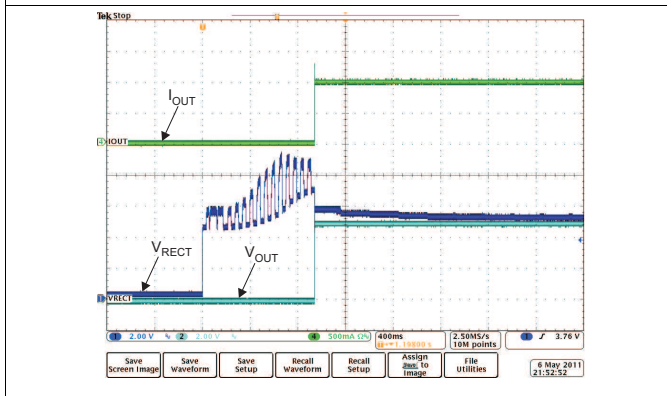 Tek Stop
IOUT
IOUT
VRECT
VOUT
VRECT
1 2.00 V 2 2.00 V 4 500mA Ω 400ms 2.50MS/s 1 3.76 V
1.19800 s 10M points
Save Screen Image
Save Waveform
Save Setup
Recall Waveform
Recall Setup
Assign Save to Image
File Utilities
6 May 2011
21:52:52